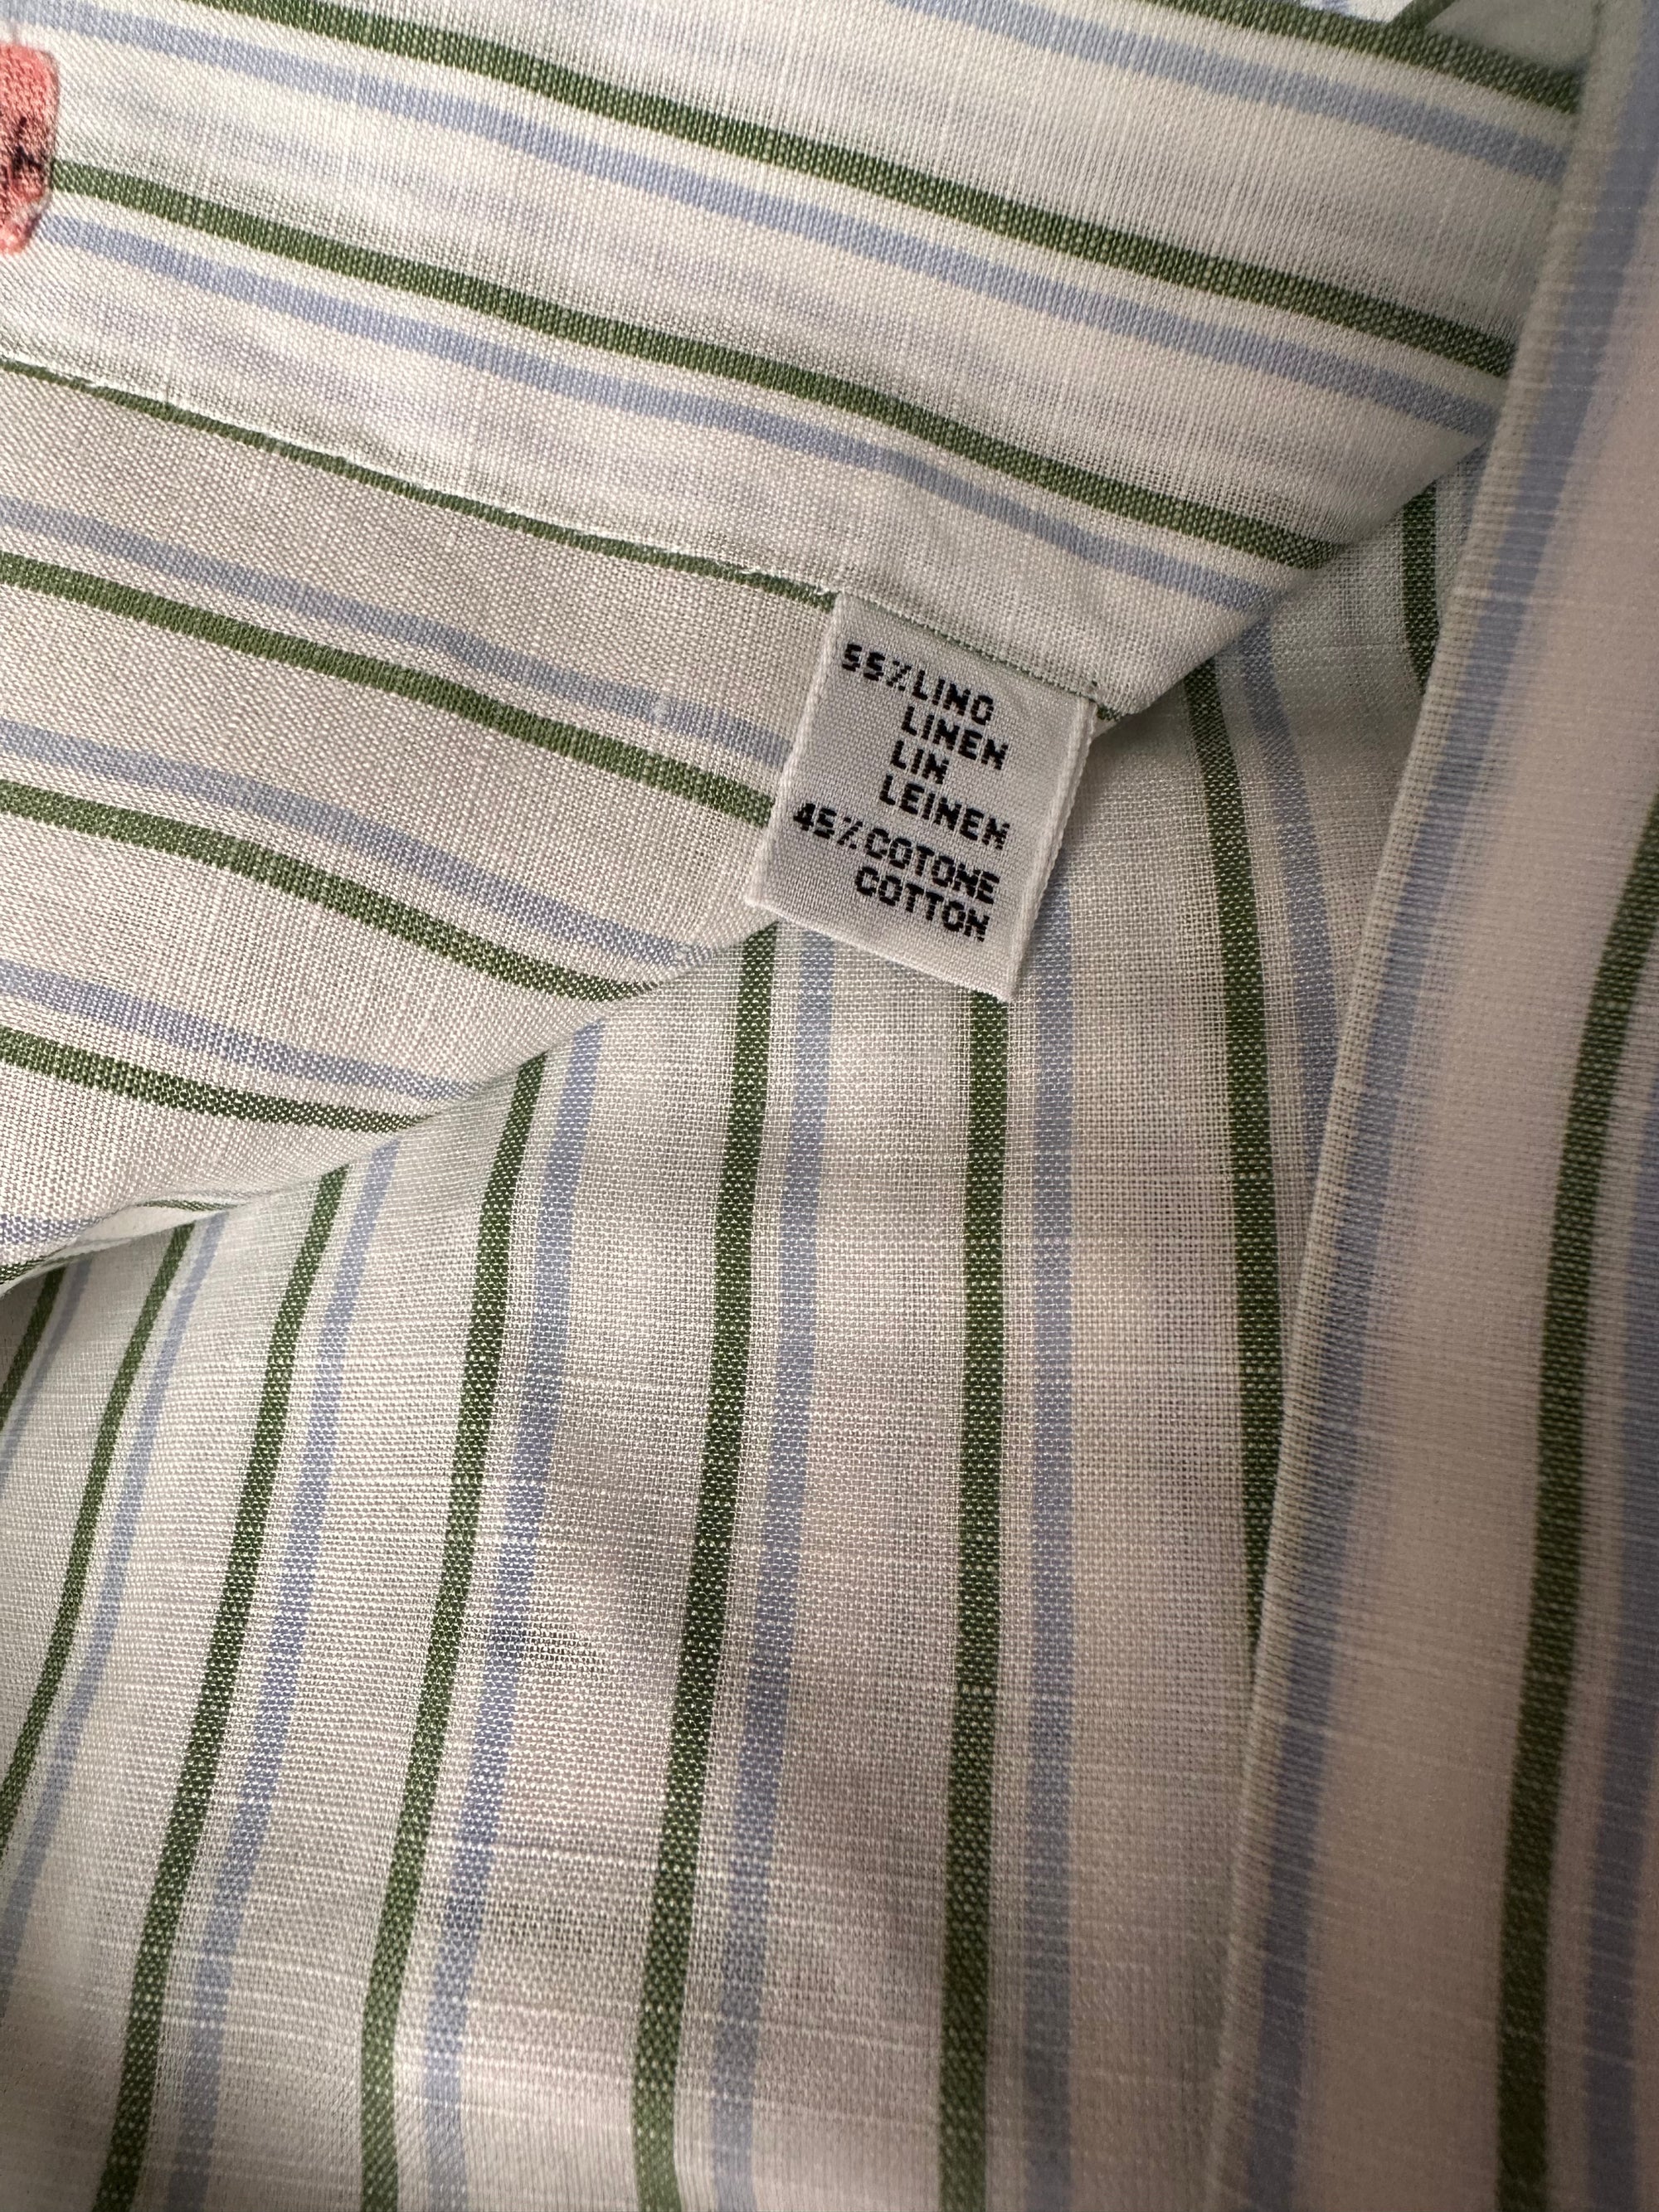 55%LINO
LINEN
LIN
LEINEN
45%COTONE
COTTON